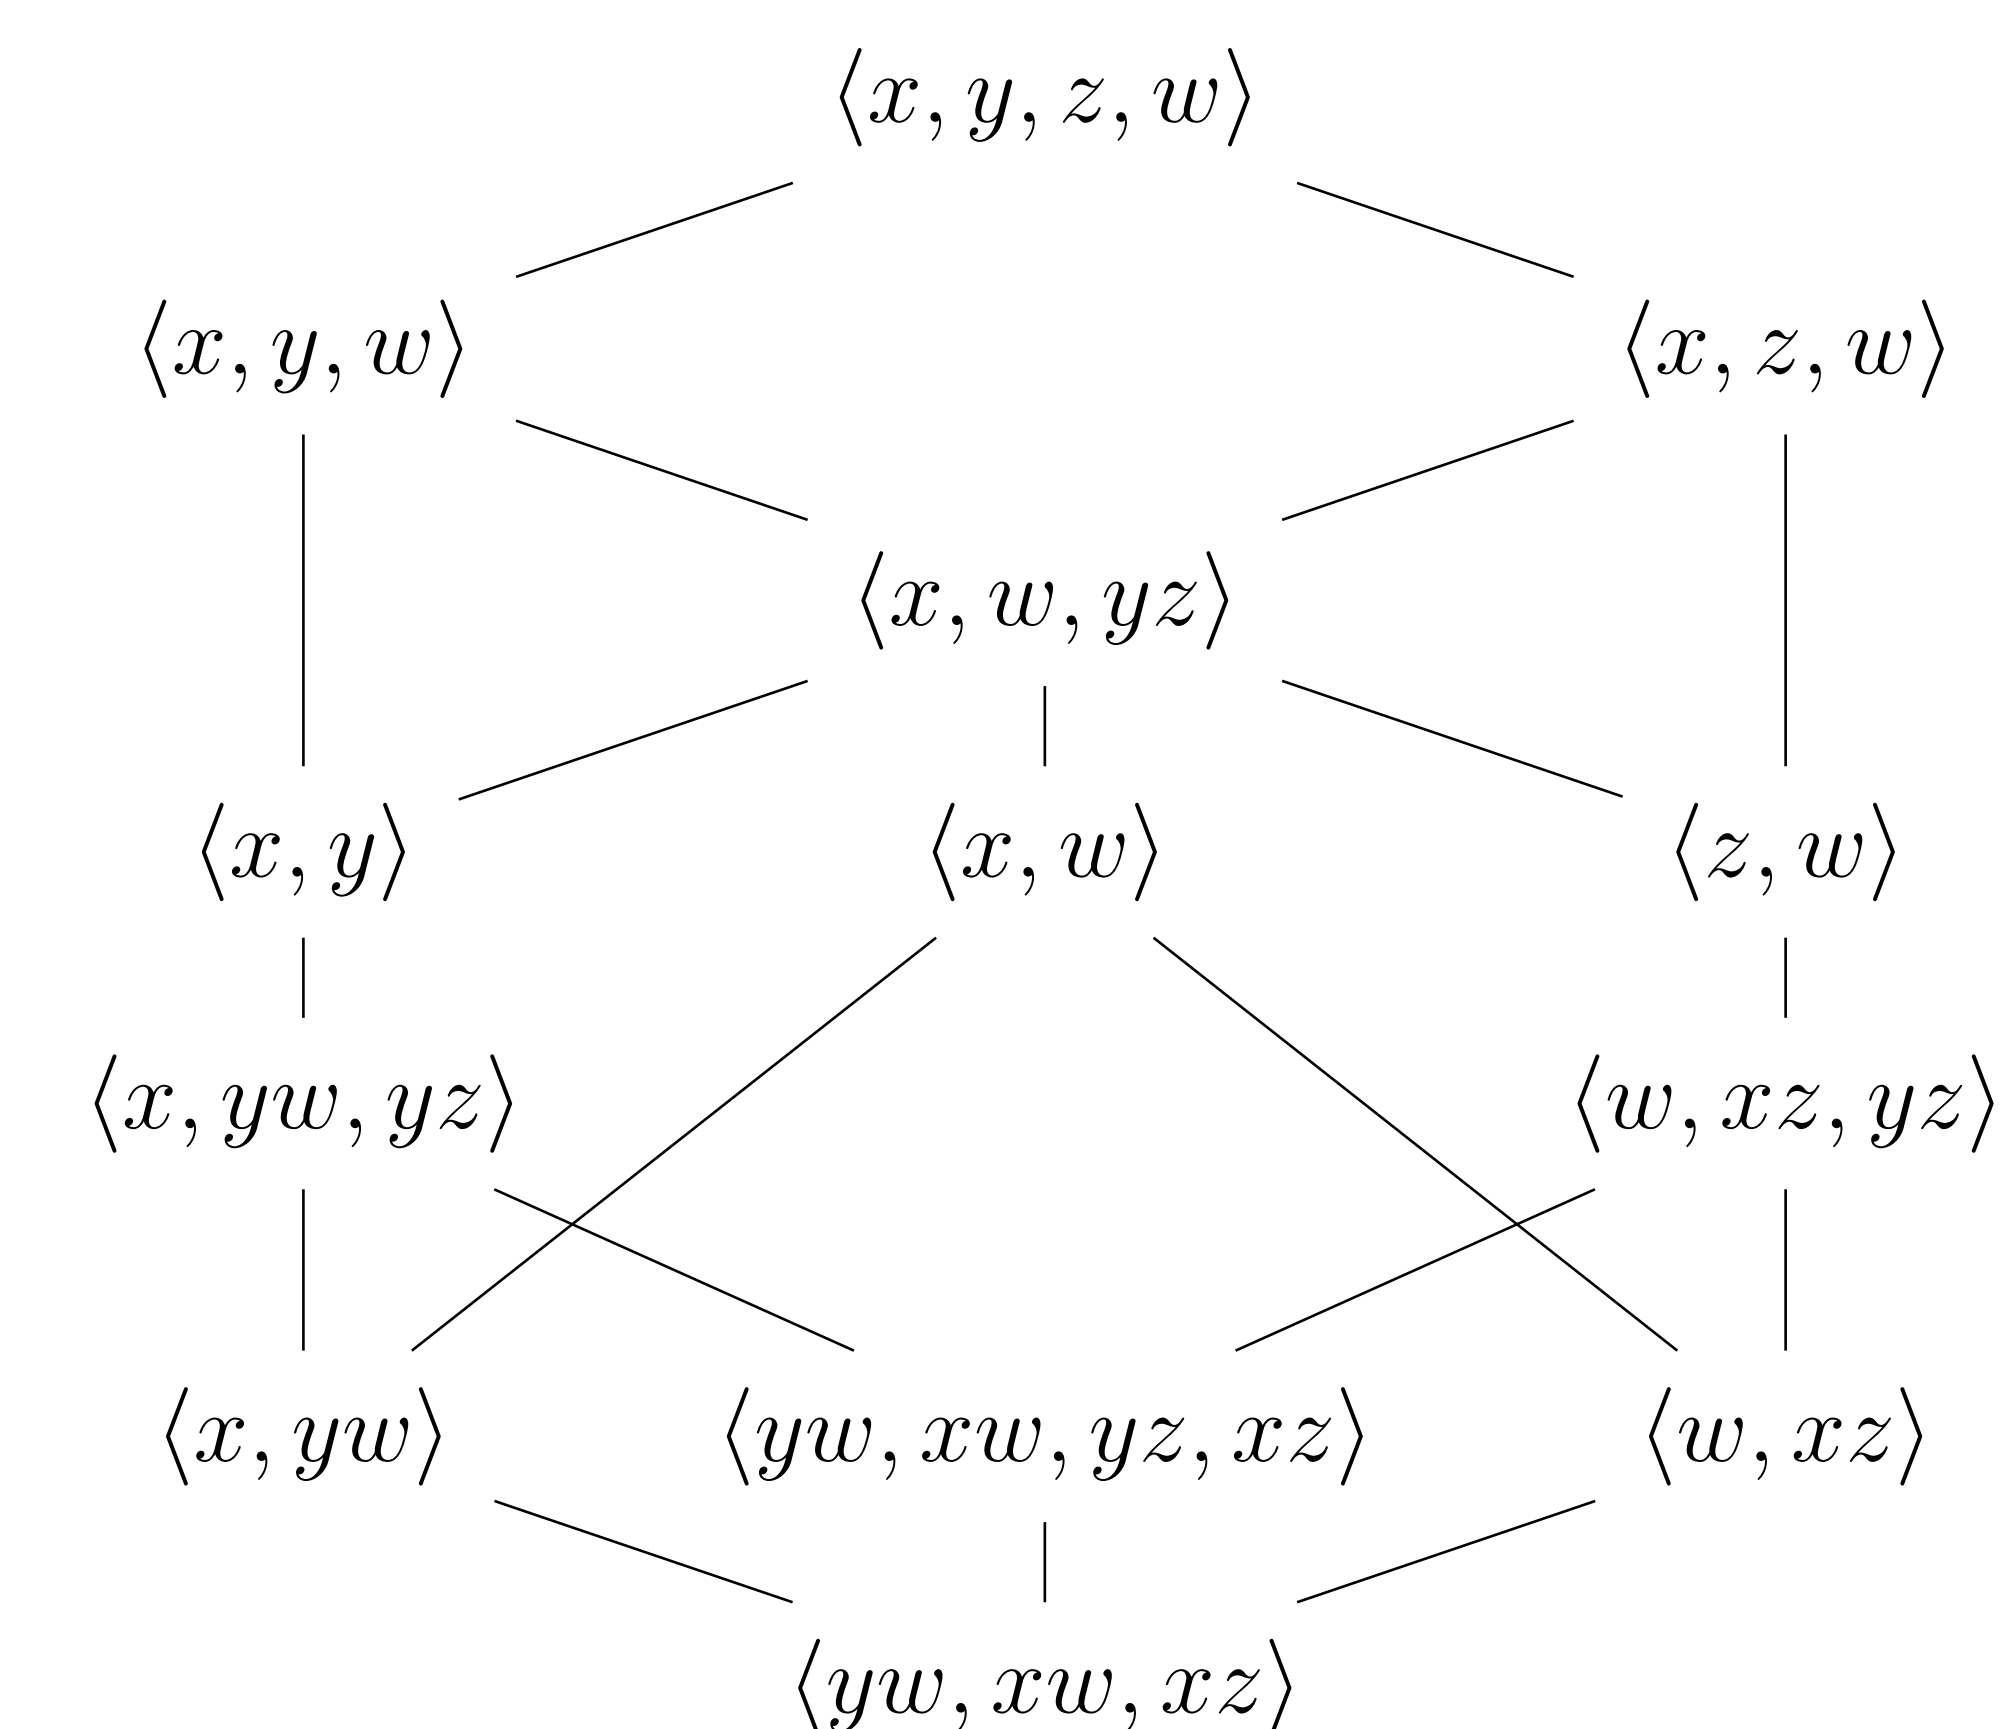 ⟨x, y, z, w⟩
⟨x, y, w⟩ ⟨x, z, w⟩
⟨x, w, yz⟩
⟨x, y⟩ ⟨x, w⟩ ⟨z, w⟩
⟨x, yw, yz⟩ ⟨w, xz, yz⟩
⟨x, yw⟩ ⟨yw, xw, yz, xz⟩ ⟨w, xz⟩
⟨yw, xw, xz⟩